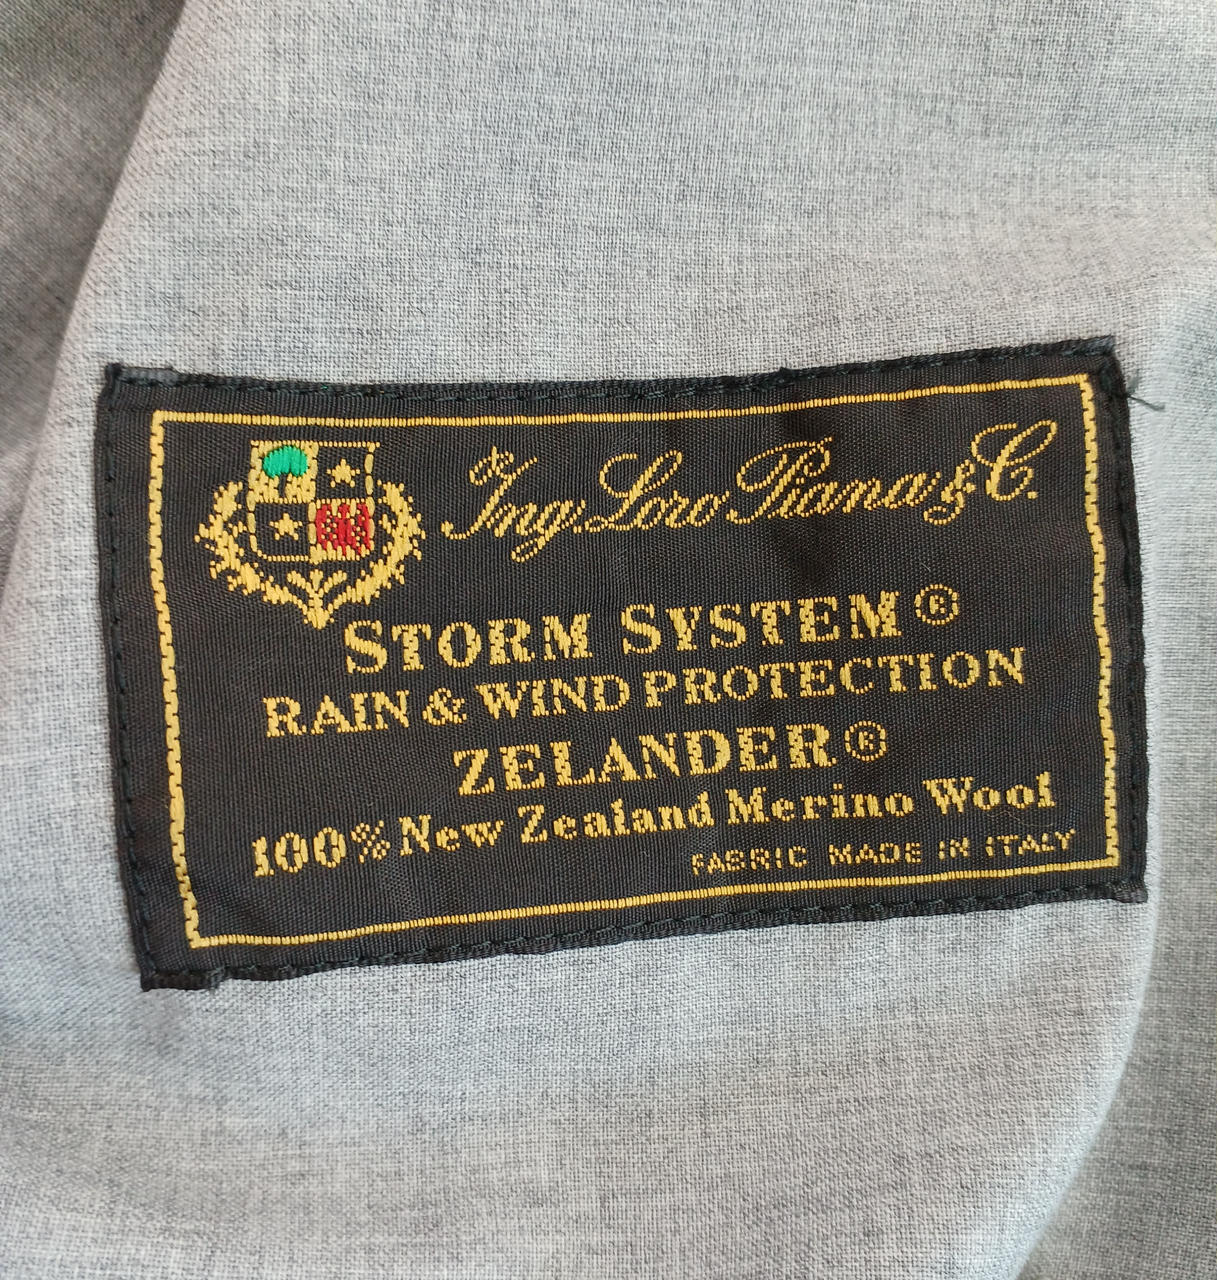 Ing. Loro Piana & C.
STORM SYSTEM®
RAIN & WIND PROTECTION
ZELANDER®
100% New Zealand Merino Wool
FABRIC MADE IN ITALY